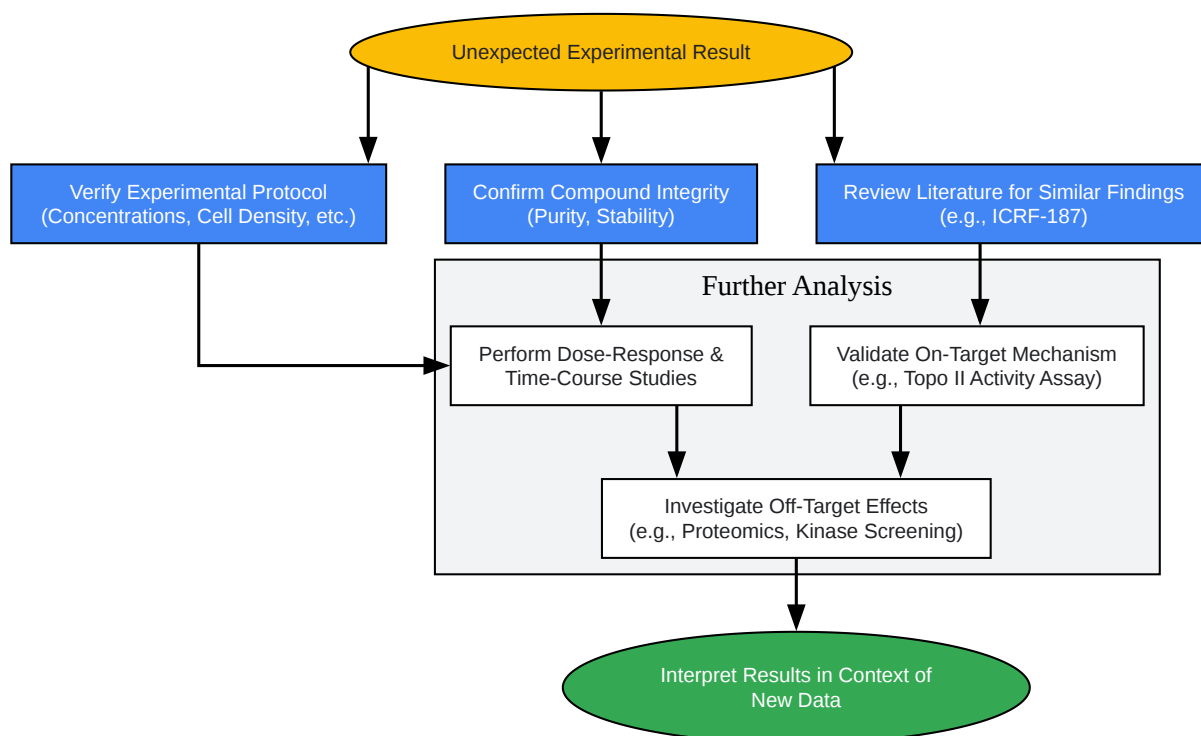 Unexpected Experimental Result
Verify Experimental Protocol
(Concentrations, Cell Density, etc.)
Confirm Compound Integrity
(Purity, Stability)
Review Literature for Similar Findings
(e.g., ICRF-187)
Further Analysis
Perform Dose-Response &
Time-Course Studies
Validate On-Target Mechanism
(e.g., Topo II Activity Assay)
Investigate Off-Target Effects
(e.g., Proteomics, Kinase Screening)
Interpret Results in Context of
New Data